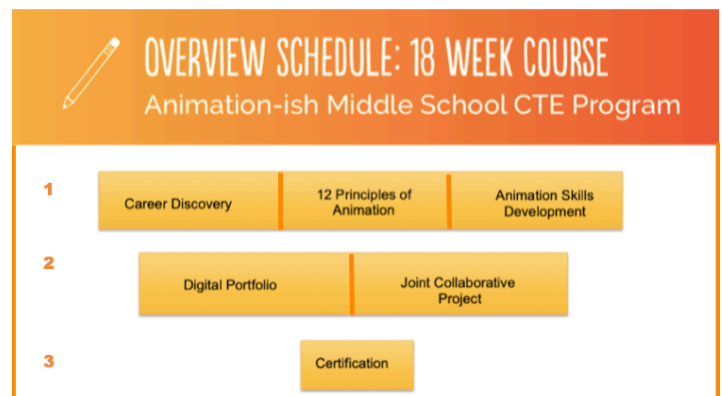 OVERVIEW SCHEDULE: 18 WEEK COURSE
Animation-ish Middle School CTE Program
1
Career Discovery
12 Principles of
Animation
Animation Skills
Development
2
Digital Portfolio
Joint Collaborative
Project
3
Certification